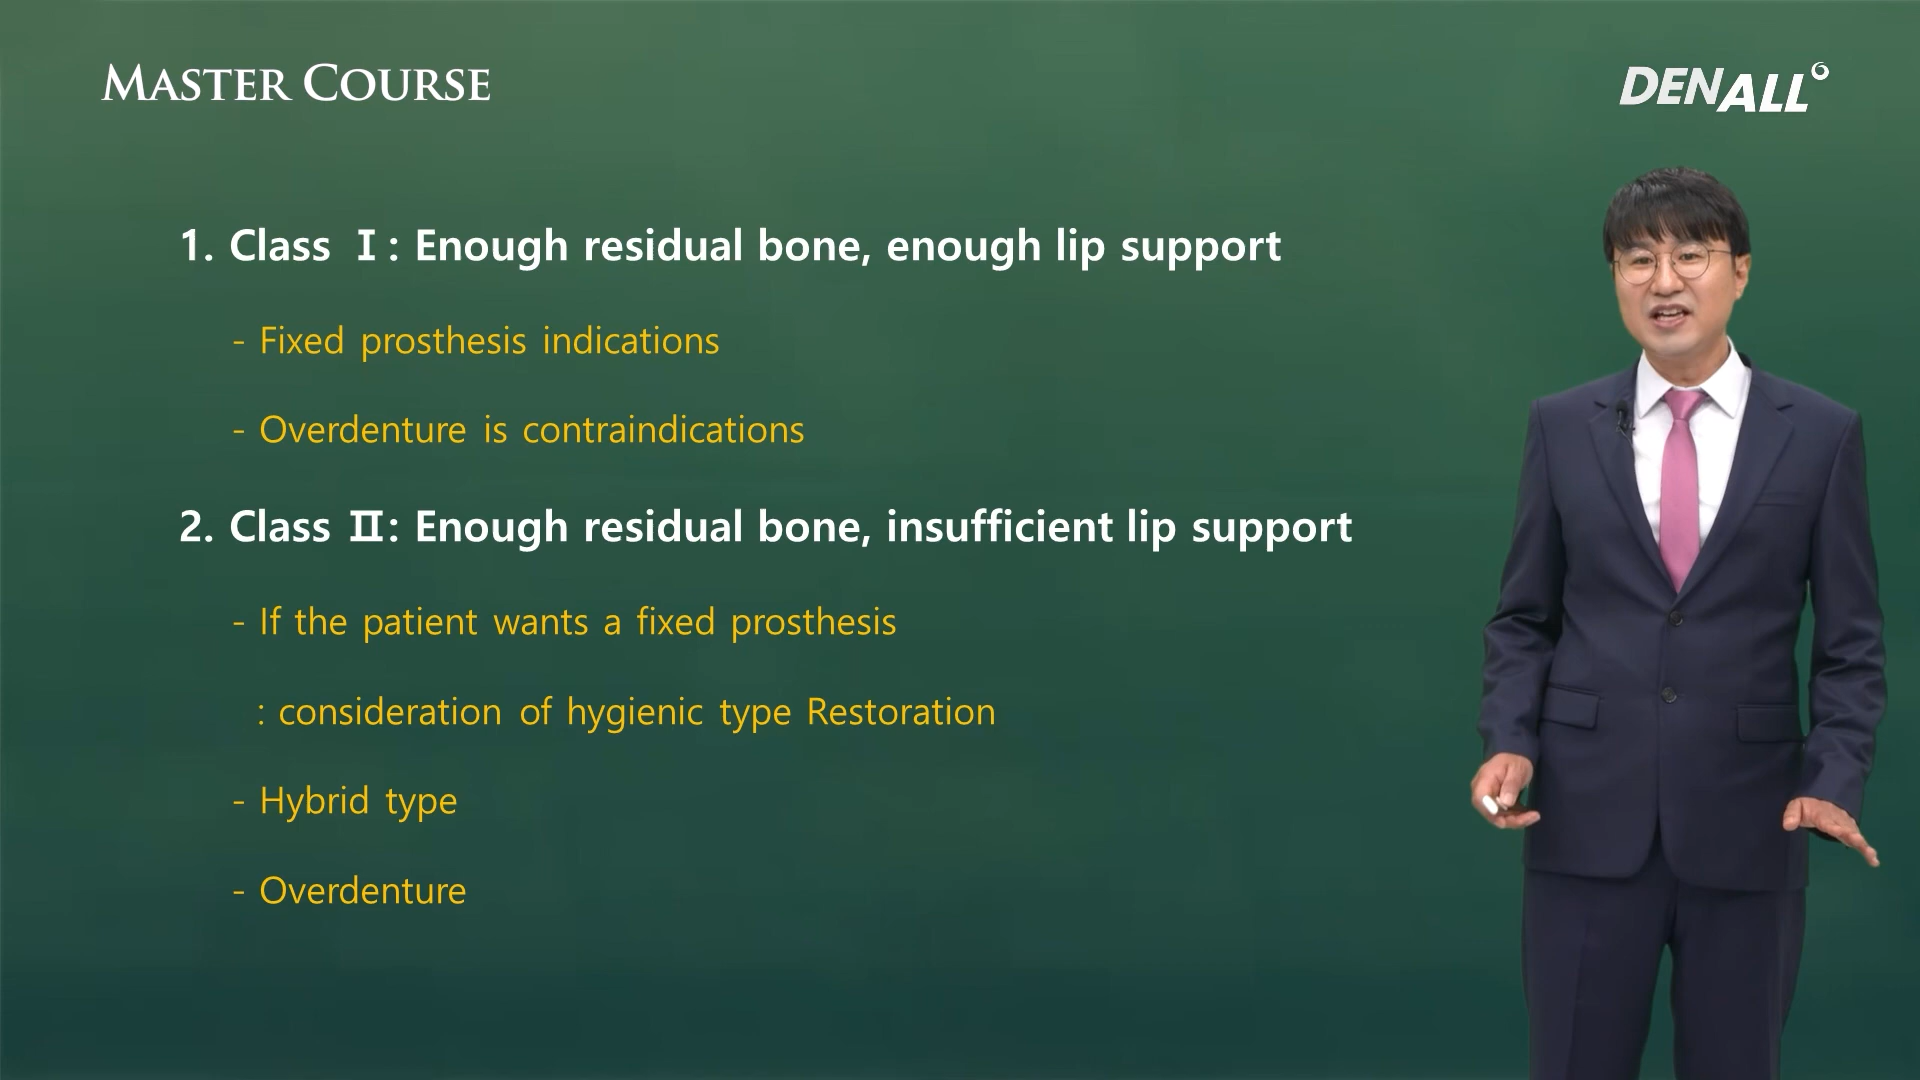 MASTER COURSE
DENALL
1. Class Ⅰ: Enough residual bone, enough lip support
- Fixed prosthesis indications
- Overdenture is contraindications
2. Class Ⅱ: Enough residual bone, insufficient lip support
- If the patient wants a fixed prosthesis
: consideration of hygienic type Restoration
- Hybrid type
- Overdenture